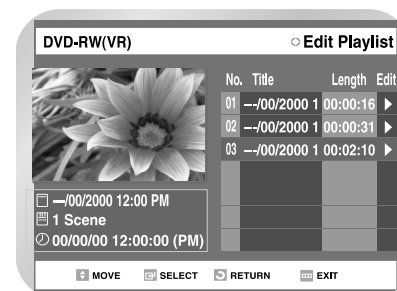 DVD-RW(VR) Edit Playlist
No. Title Length Edit
01 ---/00/2000 1 00:00:16
02 ---/00/2000 1 00:00:31
03 ---/00/2000 1 00:02:10
—/00/2000 12:00 PM
1 Scene
00/00/00 12:00:00 (PM)
MOVE SELECT RETURN EXIT